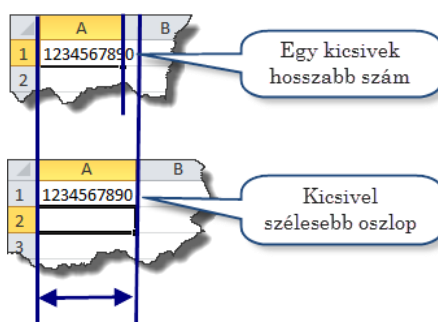 A B
1 1234567890
2
Egy kicsivek
hosszabb szám
A B
1 1234567890
2
3
Kicsivel
szélesebb oszlop